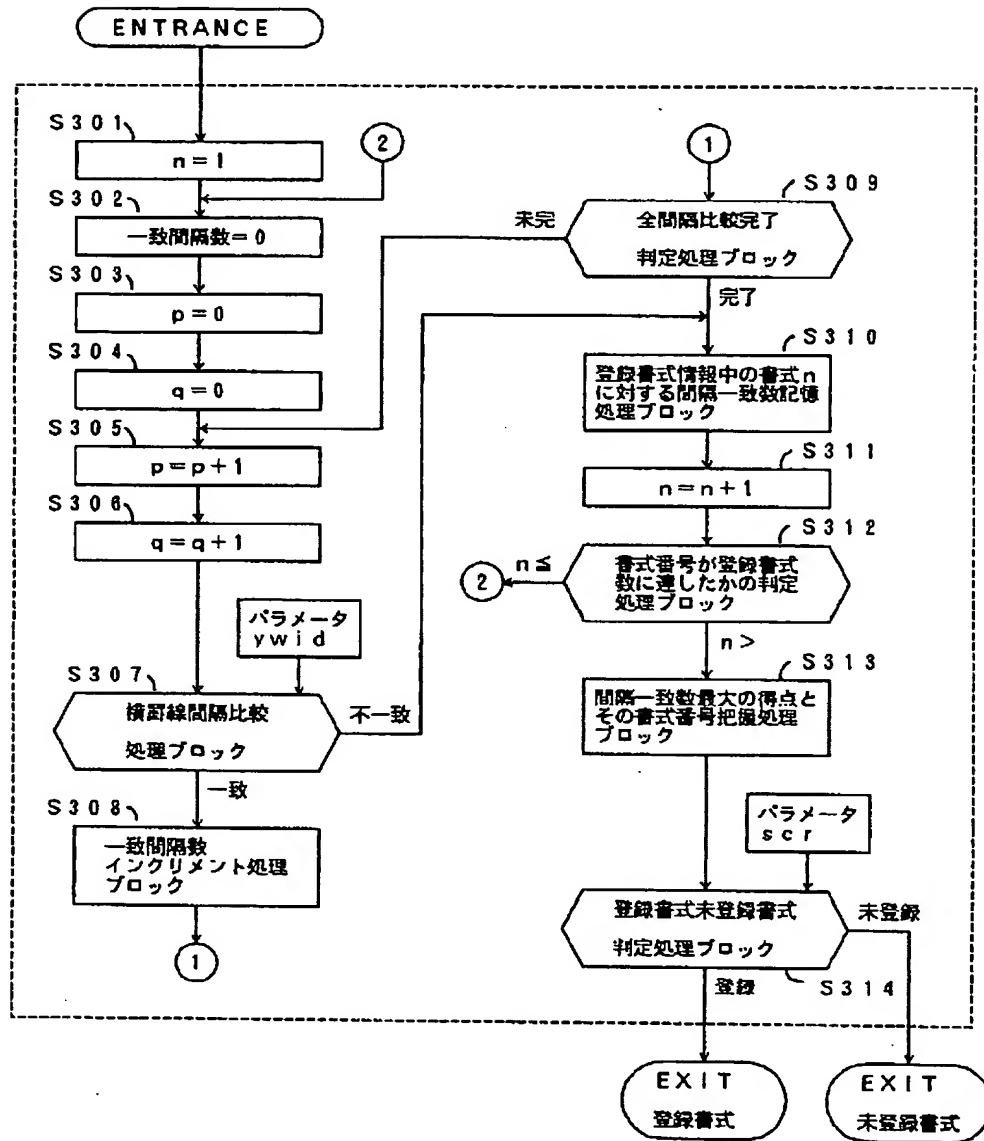 ENTRANCE
S301
n=1
2
S302
一致間隔数=0
S303
p=0
S304
q=0
S305
p=p+1
S306
q=q+1
パラメータ
ywid
S307
横罫線間隔比較
処理ブロック
不一致
一致
S308
一致間隔数
インクリメント処理
ブロック
1
1
S309
全間隔比較完了
判定処理ブロック
未完
完了
S310
登録書式情報中の書式n
に対する間隔一致数記憶
処理ブロック
S311
n=n+1
S312
書式番号が登録書式
数に達したかの判定
処理ブロック
n≦
2
n>
S313
間隔一致数最大の得点と
その書式番号把握処理
ブロック
パラメータ
scr
登録書式未登録書式
判定処理ブロック
未登録
S314
登録
EXIT
登録書式
EXIT
未登録書式